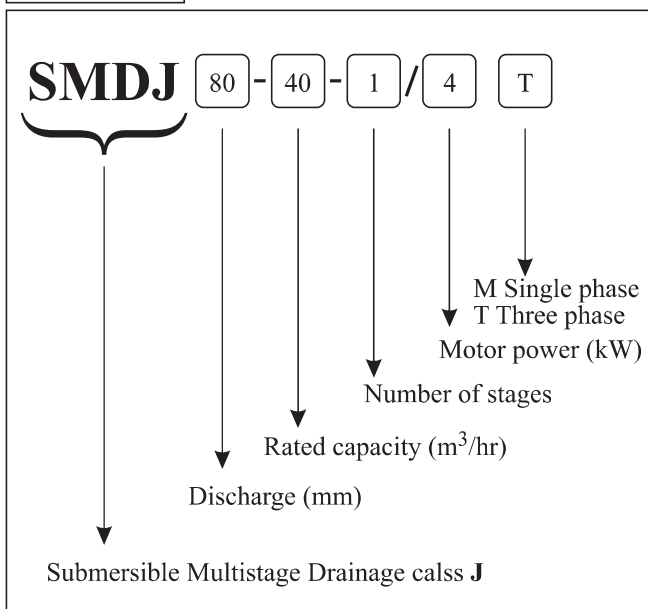 SMDJ 80 - 40 - 1 / 4 T
M Single phase
T Three phase
Motor power (kW)
Number of stages
Rated capacity (m³/hr)
Discharge (mm)
Submersible Multistage Drainage calss J